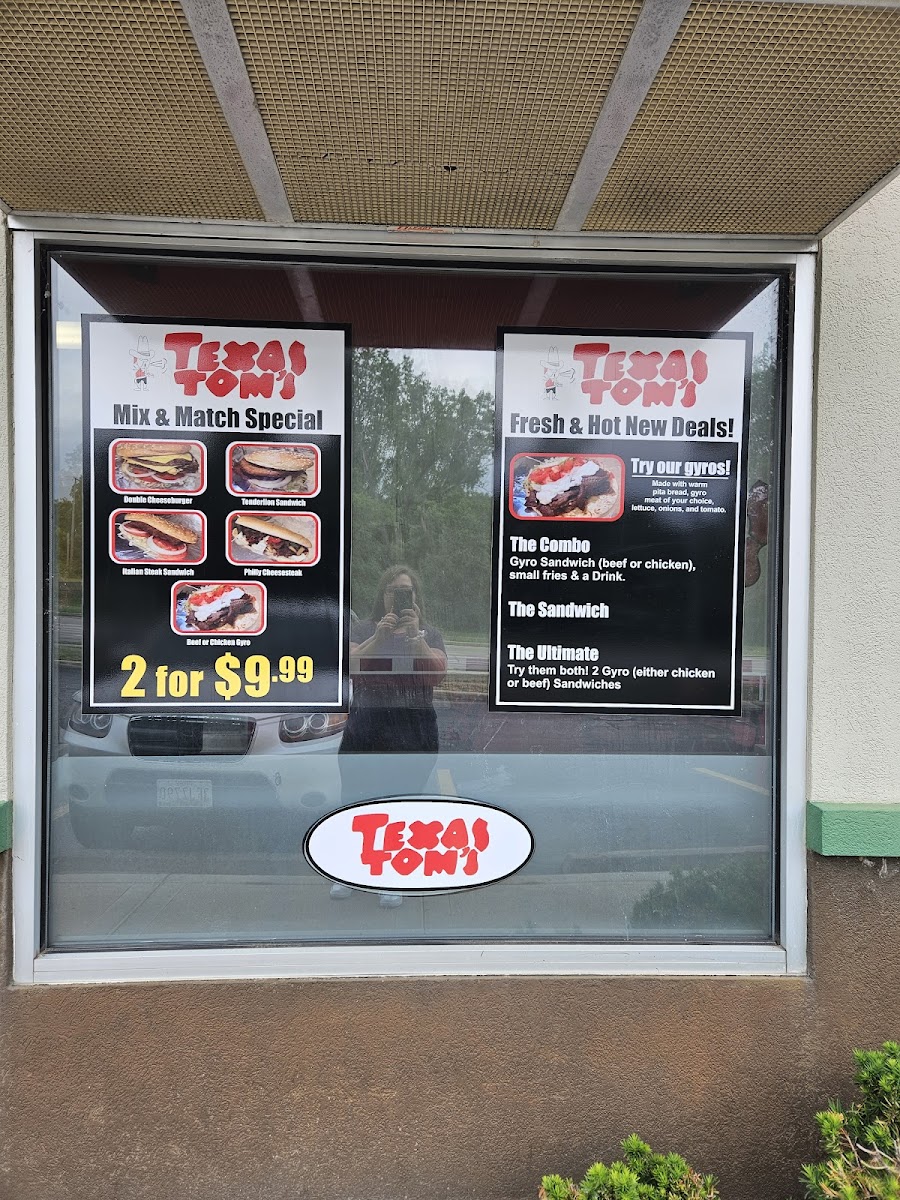 TEXAS
TOM'S
Mix & Match Special
Double Cheeseburger
Tenderlion Sandwich
Italian Steak Sandwich
Philly Cheesesteak
Beef or Chicken Gyro
2 for $9.99
TEXAS
TOM'S
Fresh & Hot New Deals!
Try our gyros!
Made with warm
pita bread, gyro
meat of your choice,
lettuce, onions, and tomato.
The Combo
Gyro Sandwich (beef or chicken),
small fries & a Drink.
The Sandwich
The Ultimate
Try them both! 2 Gyro (either chicken
or beef) Sandwiches
TEXAS
TOM'S